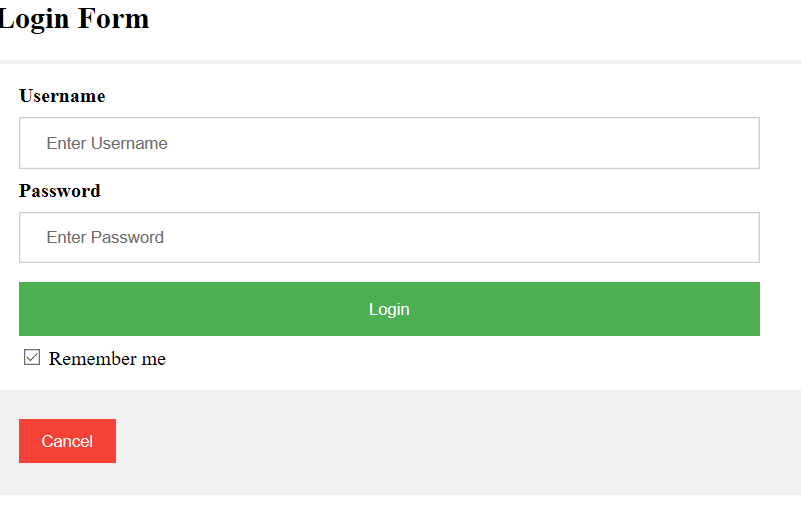 Login Form
Username
Enter Username
Password
Enter Password
Login
Remember me
Cancel